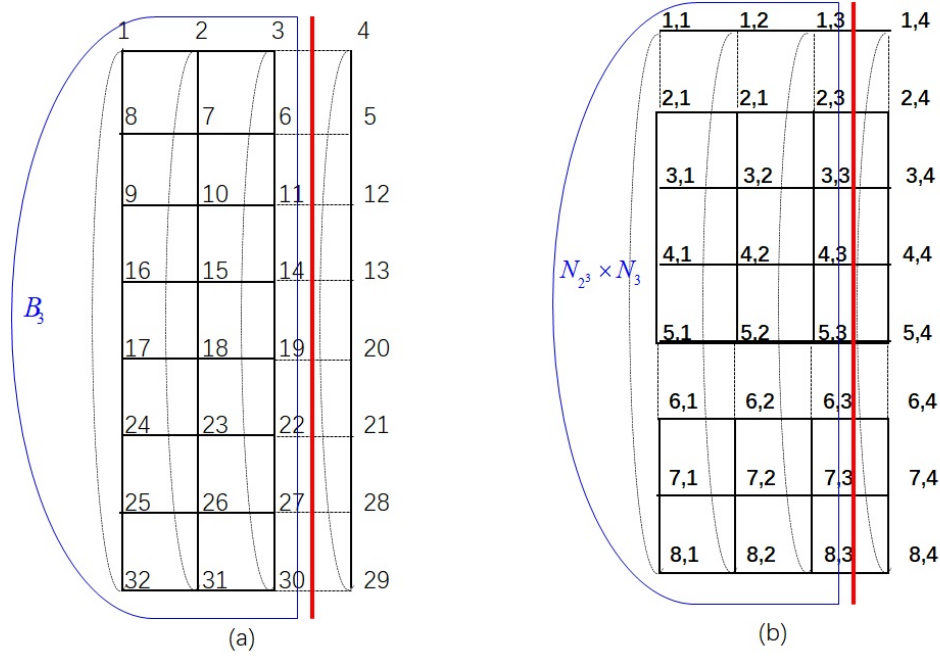 1 2 3 4
8 7 6 5
9 10 11 12
16 15 14 13
B₃
17 18 19 20
24 23 22 21
25 26 27 28
32 31 30 29
(a)
1,1 1,2 1,3 1,4
2,1 2,1 2,3 2,4
3,1 3,2 3,3 3,4
4,1 4,2 4,3 4,4
N₂³ × N₃
5,1 5,2 5,3 5,4
6,1 6,2 6,3 6,4
7,1 7,2 7,3 7,4
8,1 8,2 8,3 8,4
(b)